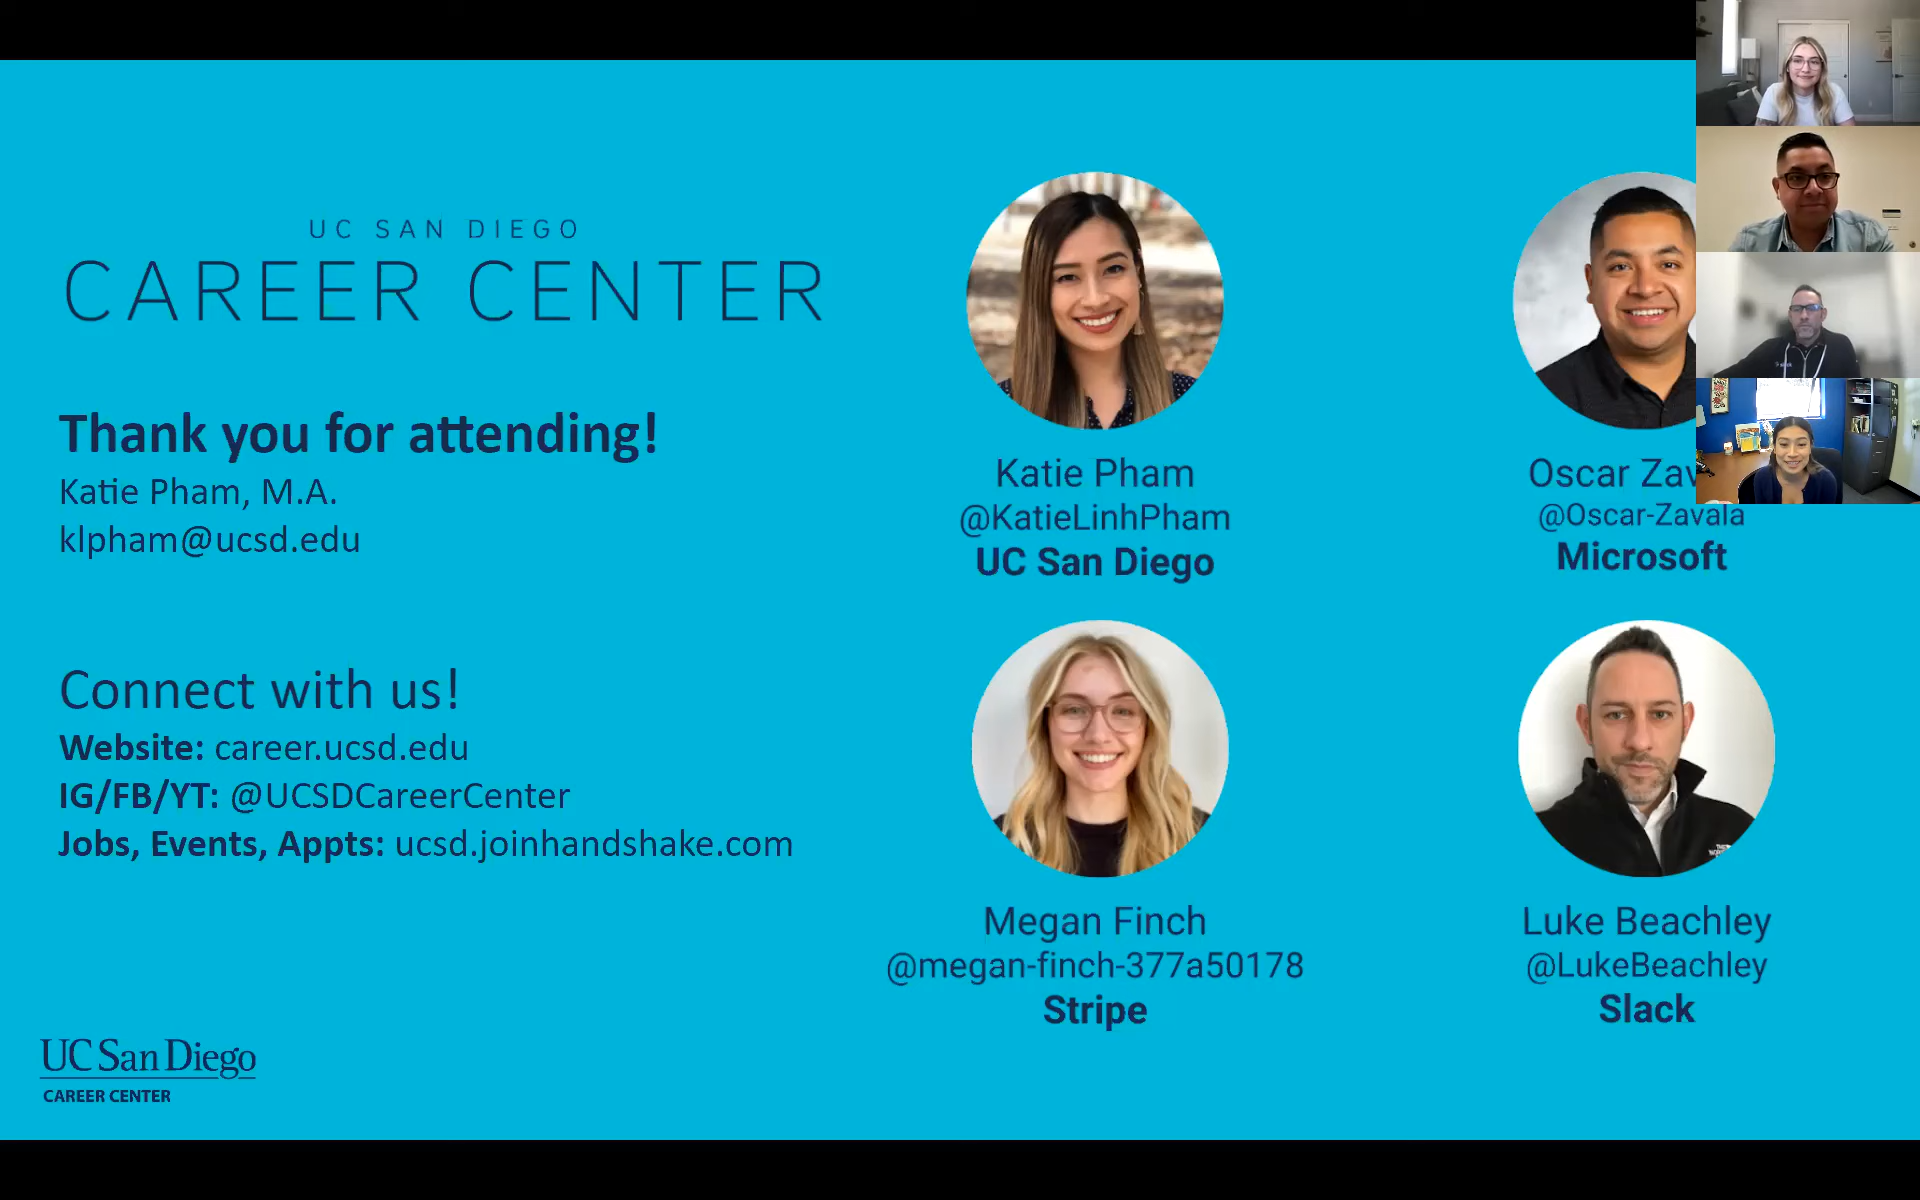 UC SAN DIEGO
CAREER CENTER
Thank you for attending!
Katie Pham, M.A.
klpham@ucsd.edu
Connect with us!
Website: career.ucsd.edu
IG/FB/YT: @UCSDCareerCenter
Jobs, Events, Appts: ucsd.joinhandshake.com
UC San Diego
CAREER CENTER
Katie Pham
@KatieLinhPham
UC San Diego
Oscar Zav
@Oscar-Zavala
Microsoft
Megan Finch
@megan-finch-377a50178
Stripe
Luke Beachley
@LukeBeachley
Slack